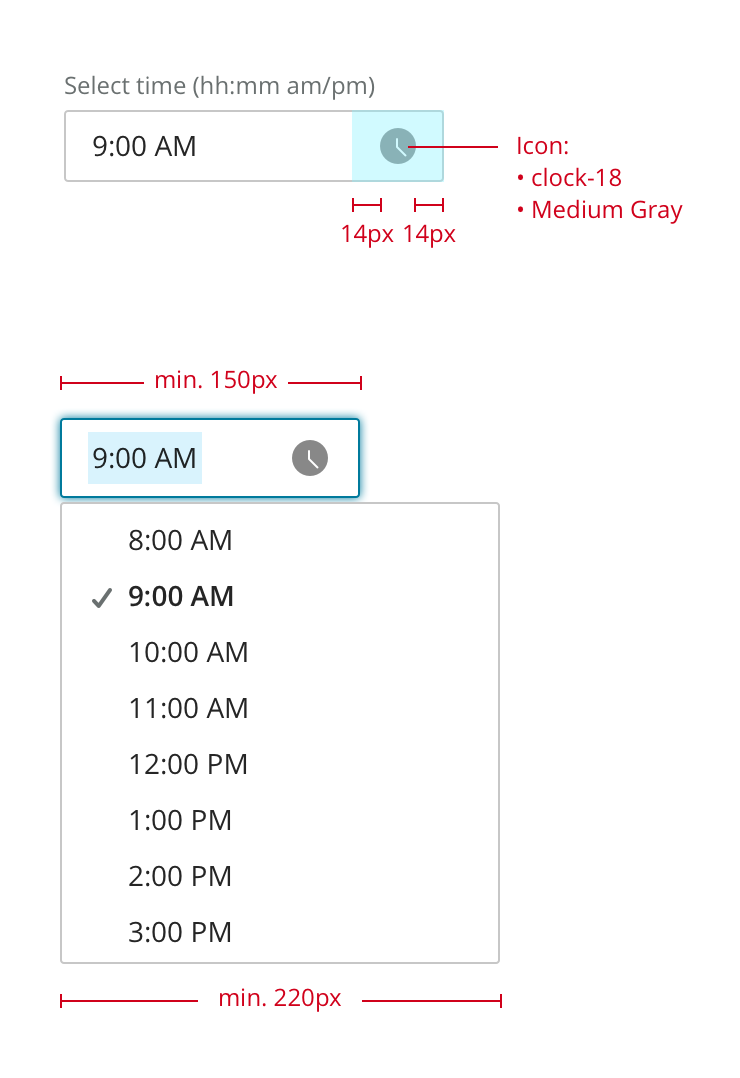 Select time (hh:mm am/pm)
9:00 AM
Icon:
• clock-18
• Medium Gray
14px 14px
min. 150px
9:00 AM
8:00 AM
9:00 AM
10:00 AM
11:00 AM
12:00 PM
1:00 PM
2:00 PM
3:00 PM
min. 220px